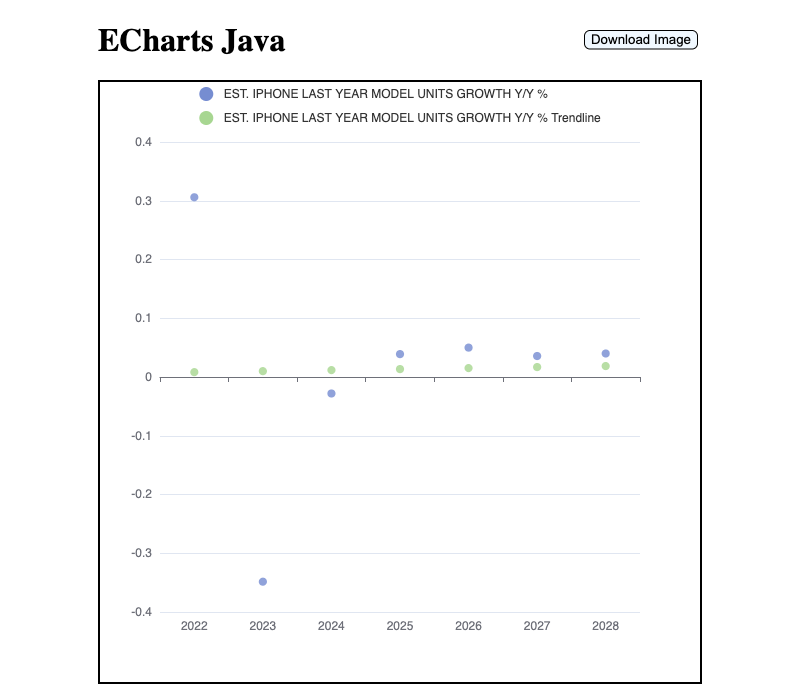 ECharts Java
Download Image
EST. IPHONE LAST YEAR MODEL UNITS GROWTH Y/Y %
EST. IPHONE LAST YEAR MODEL UNITS GROWTH Y/Y % Trendline
0.4
0.3
0.2
0.1
0
-0.1
-0.2
-0.3
-0.4
2022 2023 2024 2025 2026 2027 2028